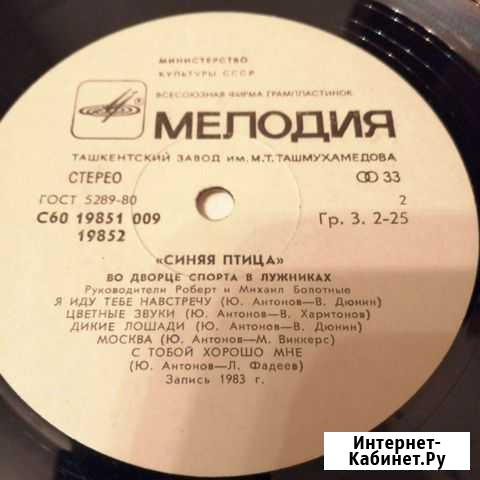 МИНИСТЕРСТВО
КУЛЬТУРЫ СССР
ВСЕСОЮЗНАЯ ФИРМА ГРАМПЛАСТИНОК
МЕЛОДИЯ
ТАШКЕНТСКИЙ ЗАВОД ИМ. М.Т. ТАШМУХАМЕДОВА
СТЕРЕО 33
ГОСТ 5289-80 2
С60 19851 009 Гр. 3. 2-25
19852
«СИНЯЯ ПТИЦА»
ВО ДВОРЦЕ СПОРТА В ЛУЖНИКАХ
Руководители Роберт и Михаил Болотные
Я ИДУ ТЕБЕ НАВСТРЕЧУ (Ю. Антонов—В. Дюнин)
ЦВЕТНЫЕ ЗВУКИ (Ю. Антонов—В. Харитонов)
ДИКИЕ ЛОШАДИ (Ю. Антонов—В. Дюнин)
МОСКВА (Ю. Антонов—М. Виккерс)
С ТОБОЙ ХОРОШО МНЕ
(Ю. Антонов—Л. Фадеев)
Запись 1983 г.
Интернет-
Кабинет.Ру